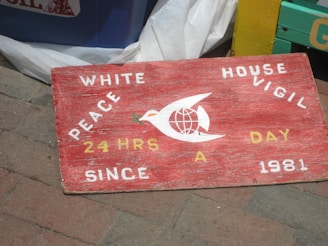 WHITE HOUSE
PEACE VIGIL
24 HRS A DAY
SINCE 1981